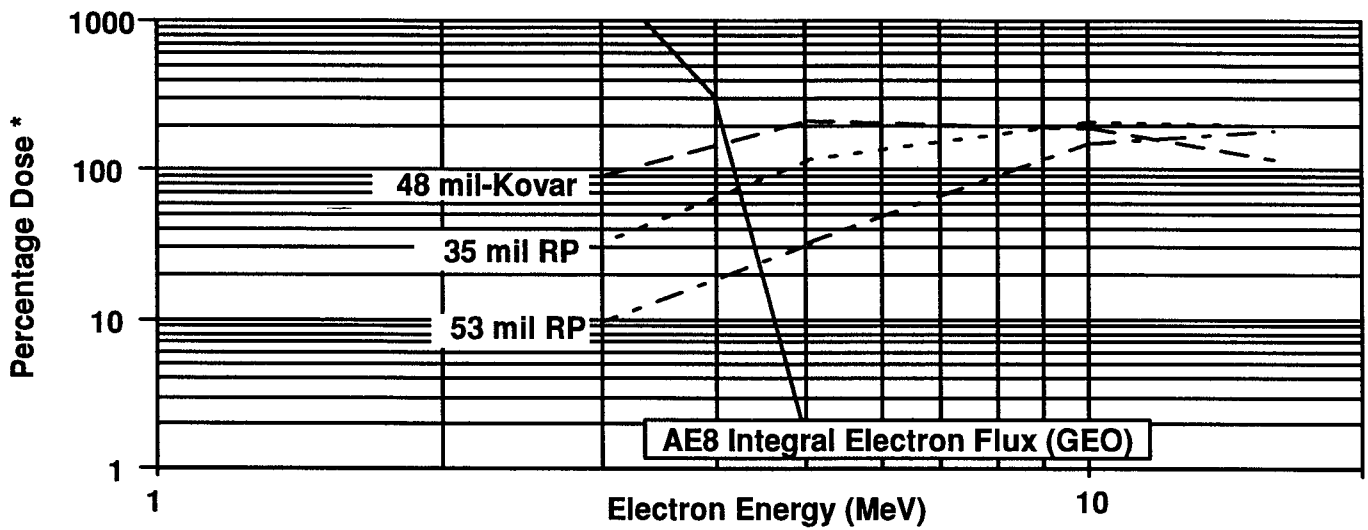 1000
100
10
1
Percentage Dose *
48 mil-Kovar
35 mil RP
53 mil RP
AE8 Integral Electron Flux (GEO)
1
10
Electron Energy (MeV)